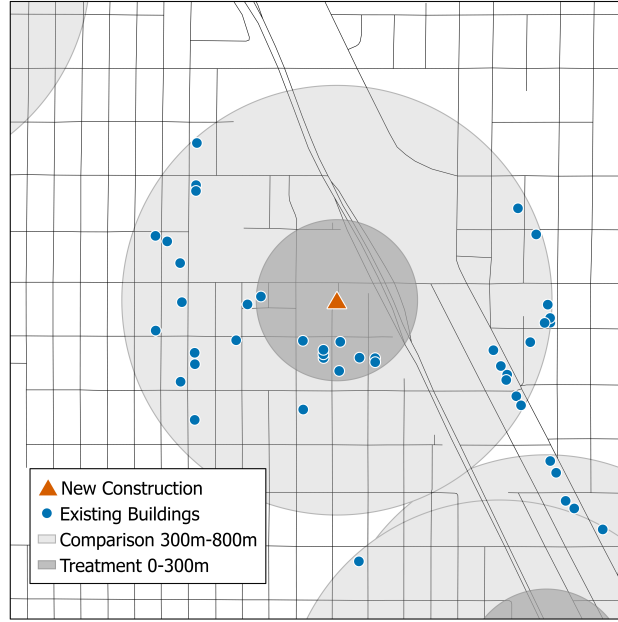 New Construction
Existing Buildings
Comparison 300m-800m
Treatment 0-300m